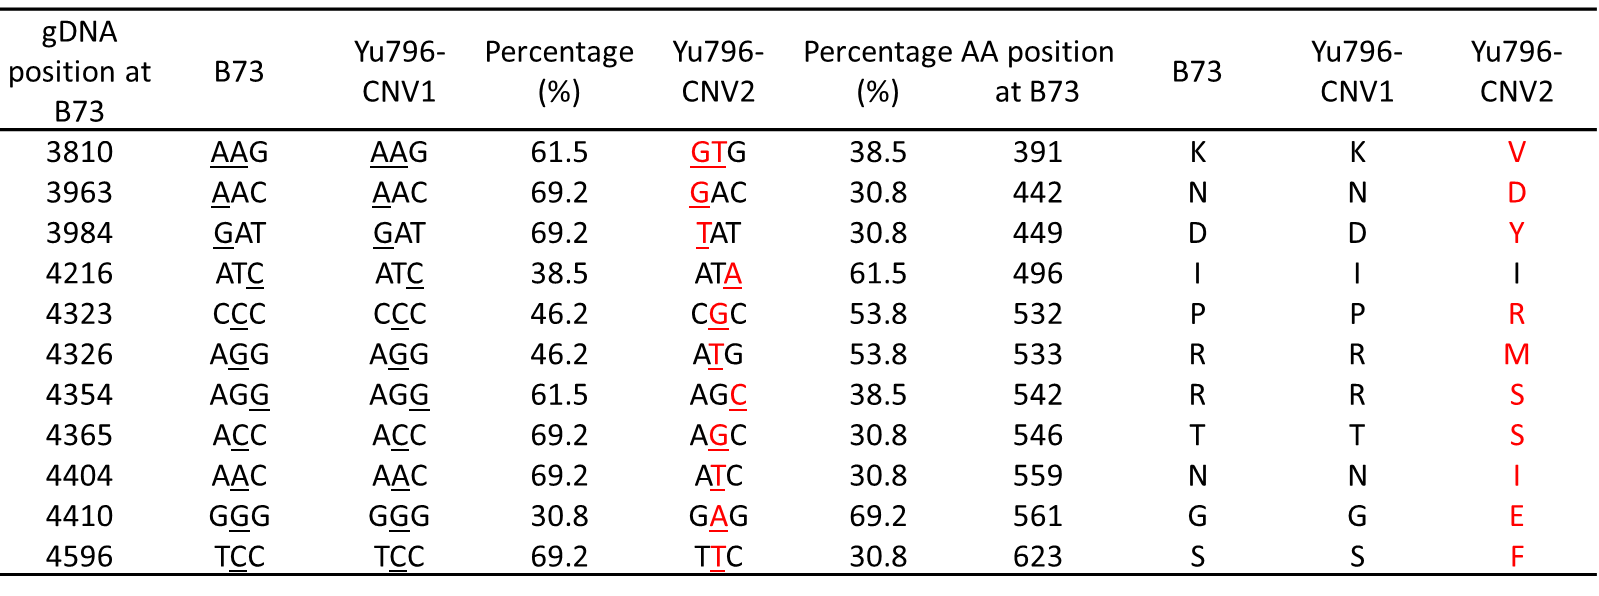 gDNA position at B73 B73 Yu796-CNV1 Percentage (%) Yu796-CNV2 Percentage (%) AA position at B73 B73 Yu796-CNV1 Yu796-CNV2
3810 AAG AAG 61.5 GTG 38.5 391 K K V
3963 AAC AAC 69.2 GAC 30.8 442 N N D
3984 GAT GAT 69.2 TAT 30.8 449 D D Y
4216 ATC ATC 38.5 ATA 61.5 496 I I I
4323 CCC CCC 46.2 CGC 53.8 532 P P R
4326 AGG AGG 46.2 ATG 53.8 533 R R M
4354 AGG AGG 61.5 AGC 38.5 542 R R S
4365 ACC ACC 69.2 AGC 30.8 546 T T S
4404 AAC AAC 69.2 ATC 30.8 559 N N I
4410 GGG GGG 30.8 GAG 69.2 561 G G E
4596 TCC TCC 69.2 TTC 30.8 623 S S F